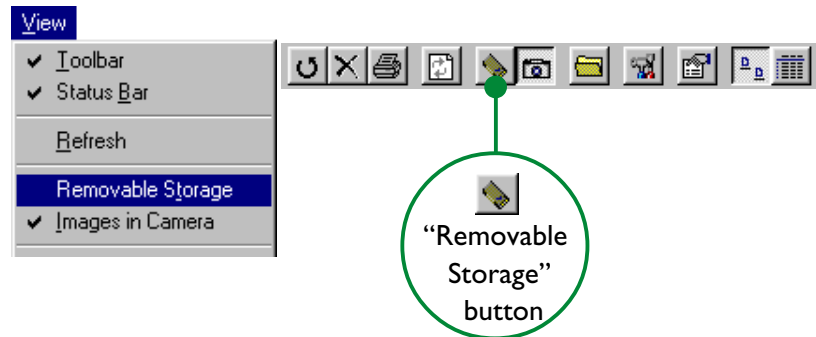 View
Toolbar
Status Bar
Refresh
Removable Storage
Images in Camera
“Removable
Storage”
button